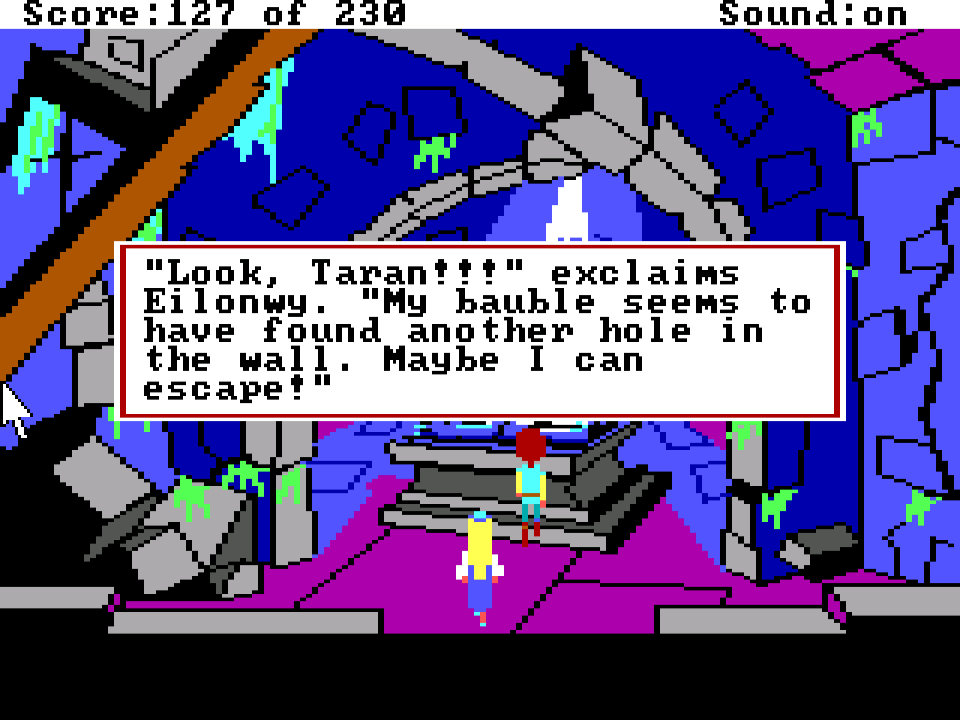 Score:127 of 230 Sound:on
"Look, Taran!!!" exclaims
Eilonwy. "My bauble seems to
have found another hole in
the wall. Maybe I can
escape!"